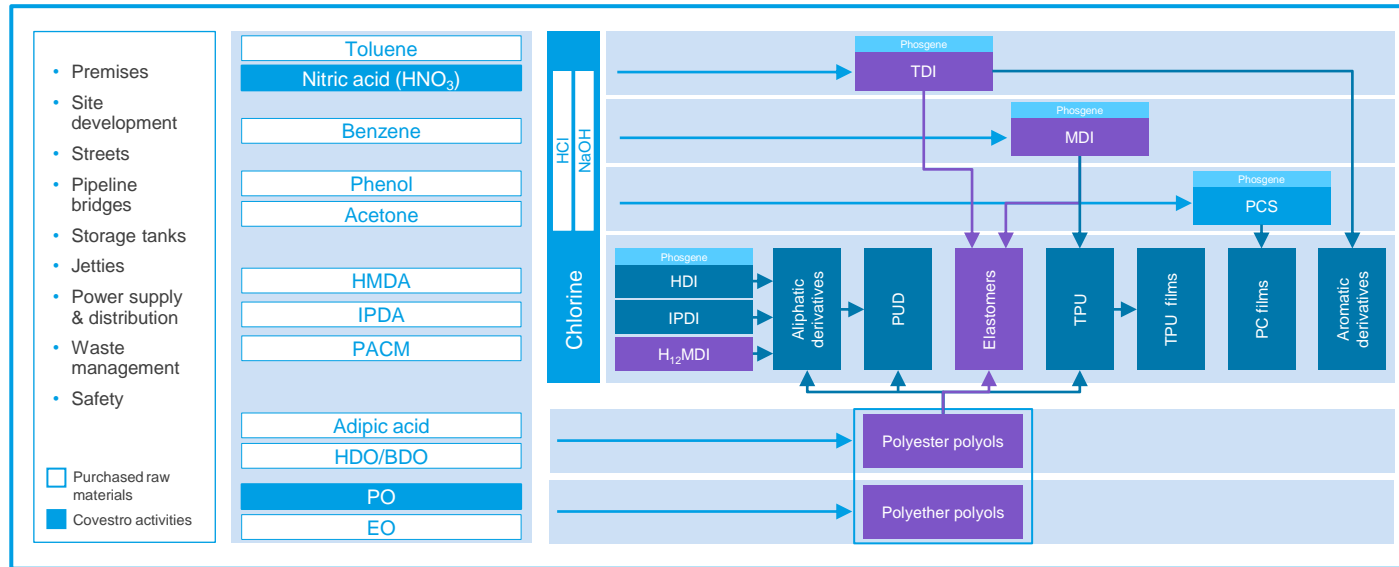 Premises
Site
development
Streets
Pipeline
bridges
Storage tanks
Jetties
Power supply
& distribution
Waste
management
Safety
Purchased raw
materials
Covestro activities
Toluene
Nitric acid (HNO₃)
Benzene
Phenol
Acetone
HMDA
IPDA
PACM
Adipic acid
HDO/BDO
PO
EO
HCl
NaOH
Chlorine
Phosgene
TDI
Phosgene
MDI
Phosgene
PCS
Phosgene
HDI
IPDI
H₁₂MDI
Aliphatic
derivatives
PUD
Elastomers
TPU
TPU films
PC films
Aromatic
derivatives
Polyester polyols
Polyether polyols